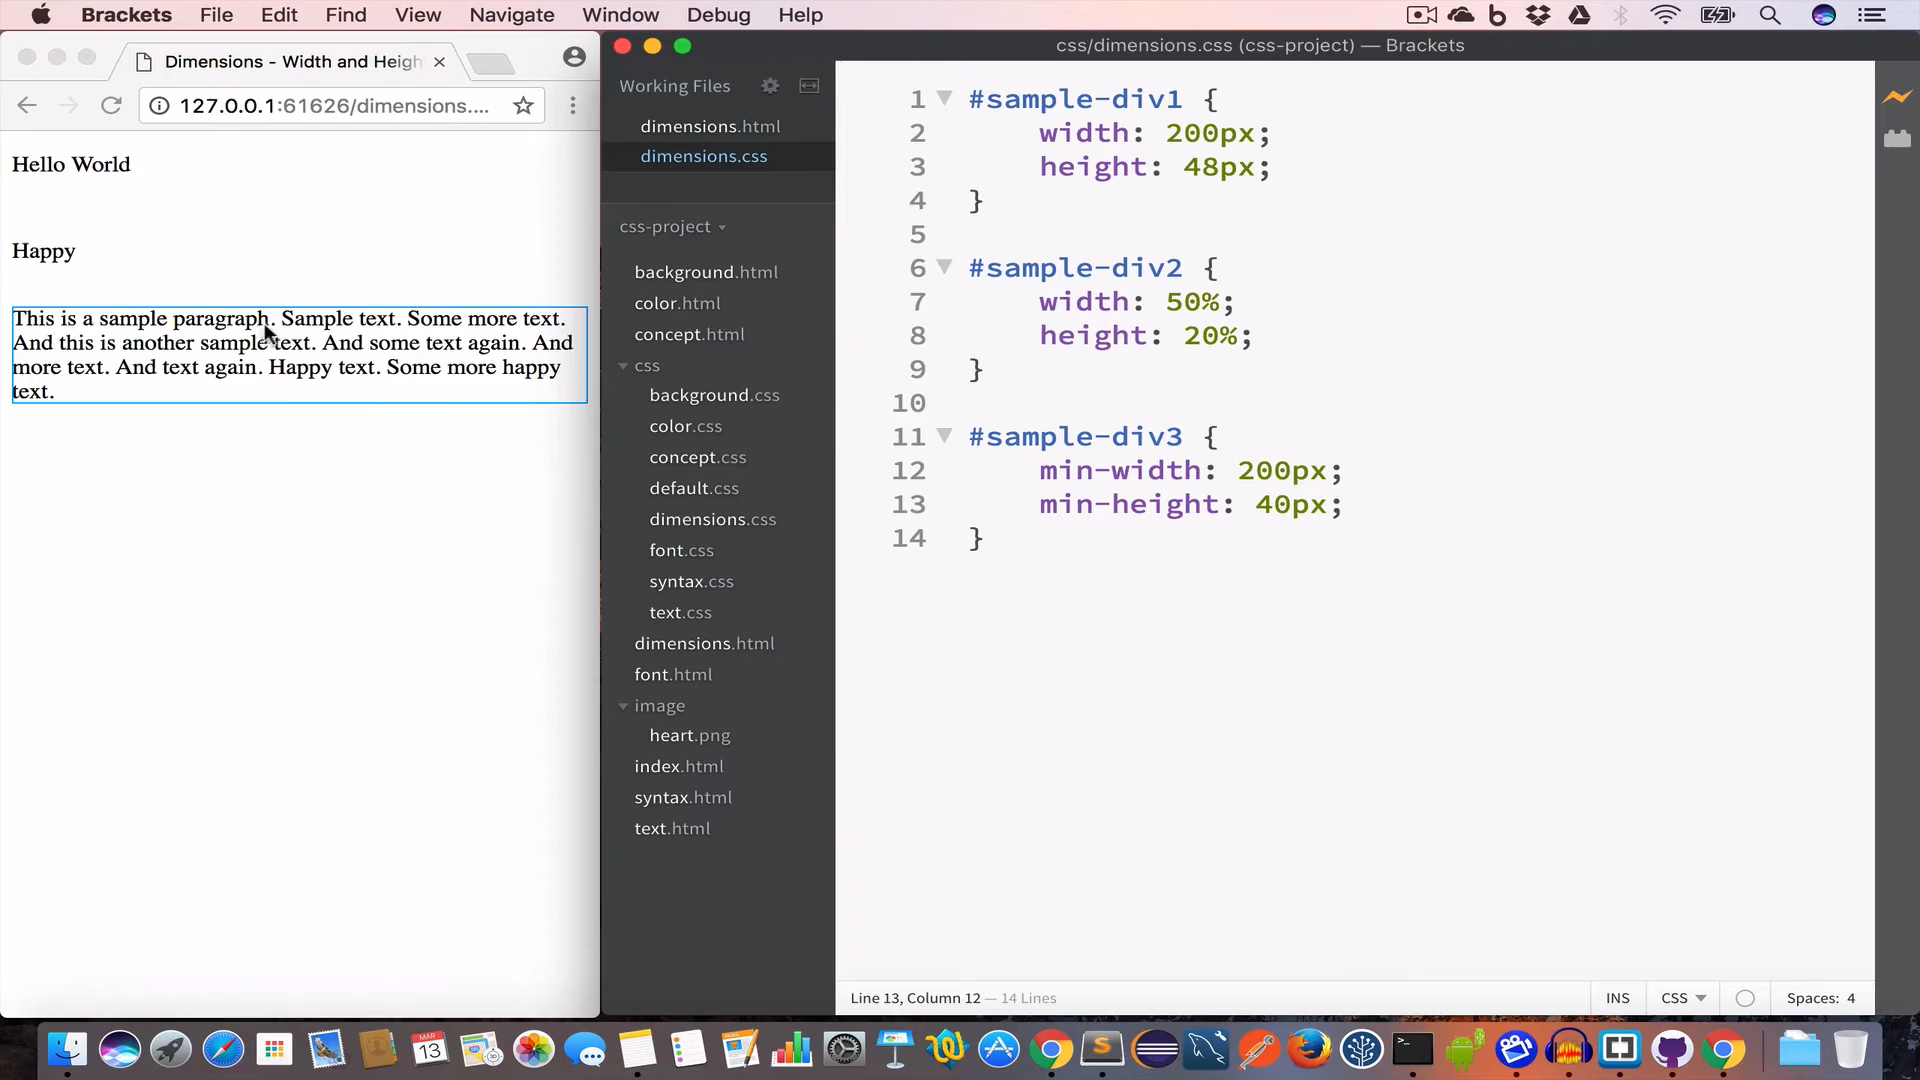 Brackets File Edit Find View Navigate Window Debug Help
Dimensions - Width and Heigh
127.0.0.1:61626/dimensions....
Hello World
Happy
This is a sample paragraph. Sample text. Some more text.
And this is another sample text. And some text again. And
more text. And text again. Happy text. Some more happy
text.
css/dimensions.css (css-project) — Brackets
Working Files
dimensions.html
dimensions.css
css-project
background.html
color.html
concept.html
css
background.css
color.css
concept.css
default.css
dimensions.css
font.css
syntax.css
text.css
dimensions.html
font.html
image
heart.png
index.html
syntax.html
text.html
1 #sample-div1 {
2 width: 200px;
3 height: 48px;
4 }
5
6 #sample-div2 {
7 width: 50%;
8 height: 20%;
9 }
10
11 #sample-div3 {
12 min-width: 200px;
13 min-height: 40px;
14 }
Line 13, Column 12 — 14 Lines
INS CSS Spaces: 4
MAR
13